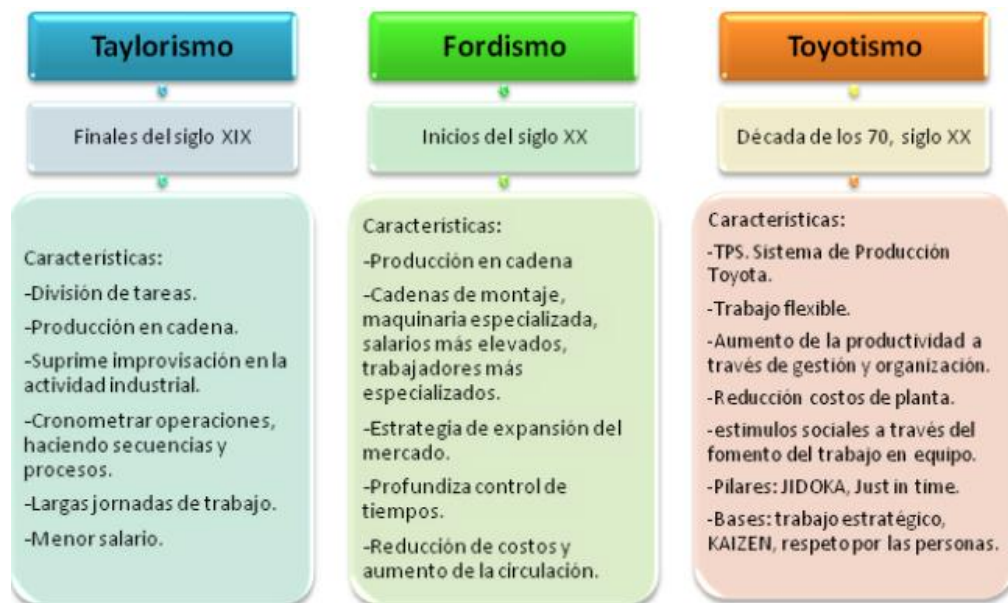 Taylorismo
Finales del siglo XIX
Características:
-División de tareas.
-Producción en cadena.
-Suprime improvisación en la
actividad industrial.
-Cronometrar operaciones,
haciendo secuencias y
procesos.
-Largas jornadas de trabajo.
-Menor salario.
Fordismo
Inicios del siglo XX
Características:
-Producción en cadena
-Cadenas de montaje,
maquinaria especializada,
salarios más elevados,
trabajadores más
especializados.
-Estrategia de expansión del
mercado.
-Profundiza control de
tiempos.
-Reducción de costos y
aumento de la circulación.
Toyotismo
Década de los 70, siglo XX
Características:
-TPS. Sistema de Producción
Toyota.
-Trabajo flexible.
-Aumento de la productividad a
través de gestión y organización.
-Reducción costos de planta.
-estímulos sociales a través del
fomento del trabajo en equipo.
-Pilares: JIDOKA, Just in time.
-Bases: trabajo estratégico,
KAIZEN, respeto por las personas.